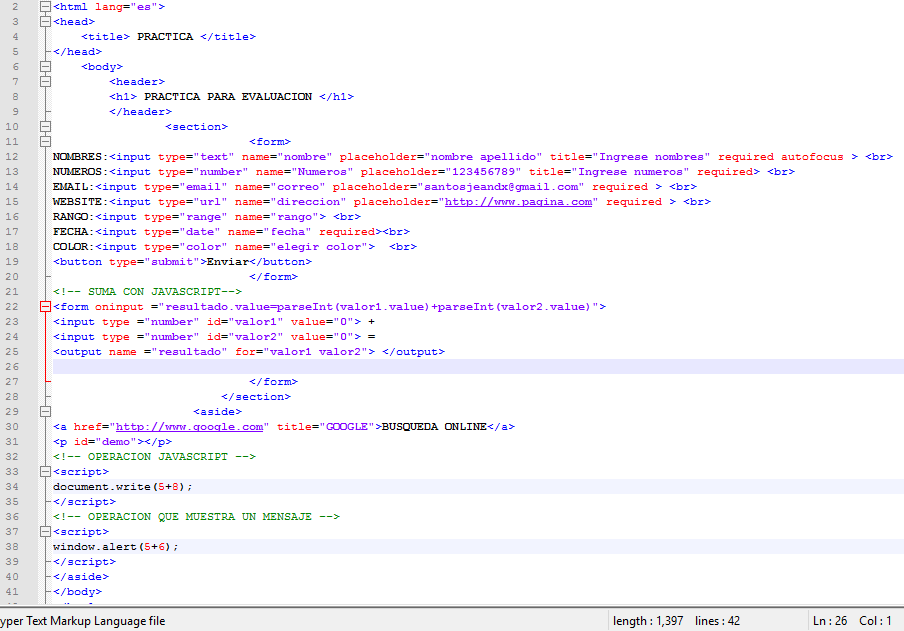 2 <html lang="es">
3 <head>
4 <title> PRACTICA </title>
5 </head>
6 <body>
7 <header>
8 <h1> PRACTICA PARA EVALUACION </h1>
9 </header>
10 <section>
11 <form>
12 NOMBRES:<input type="text" name="nombre" placeholder="nombre apellido" title="Ingrese nombres" required autofocus > <br>
13 NUMEROS:<input type="number" name="Numeros" placeholder="123456789" title="Ingrese numeros" required> <br>
14 EMAIL:<input type="email" name="correo" placeholder="santosjeandx@gmail.com" required > <br>
15 WEBSITE:<input type="url" name="direccion" placeholder="http://www.pagina.com" required > <br>
16 RANGO:<input type="range" name="rango"> <br>
17 FECHA:<input type="date" name="fecha" required><br>
18 COLOR:<input type="color" name="elegir color">  <br>
19 <button type="submit">Enviar</button>
20 </form>
21 <!-- SUMA CON JAVASCRIPT-->
22 <form oninput ="resultado.value=parseInt(valor1.value)+parseInt(valor2.value)">
23 <input type ="number" id="valor1" value="0"> +
24 <input type ="number" id="valor2" value="0"> =
25 <output name ="resultado" for="valor1 valor2"> </output>
26
27 </form>
28 </section>
29 <aside>
30 <a href="http://www.google.com" title="GOOGLE">BUSQUEDA ONLINE</a>
31 <p id="demo"></p>
32 <!-- OPERACION JAVASCRIPT -->
33 <script>
34 document.write(5+8);
35 </script>
36 <!-- OPERACION QUE MUESTRA UN MENSAJE -->
37 <script>
38 window.alert(5+6);
39 </script>
40 </aside>
41 </body>
yper Text Markup Language file length : 1,397 lines : 42 Ln : 26 Col : 1